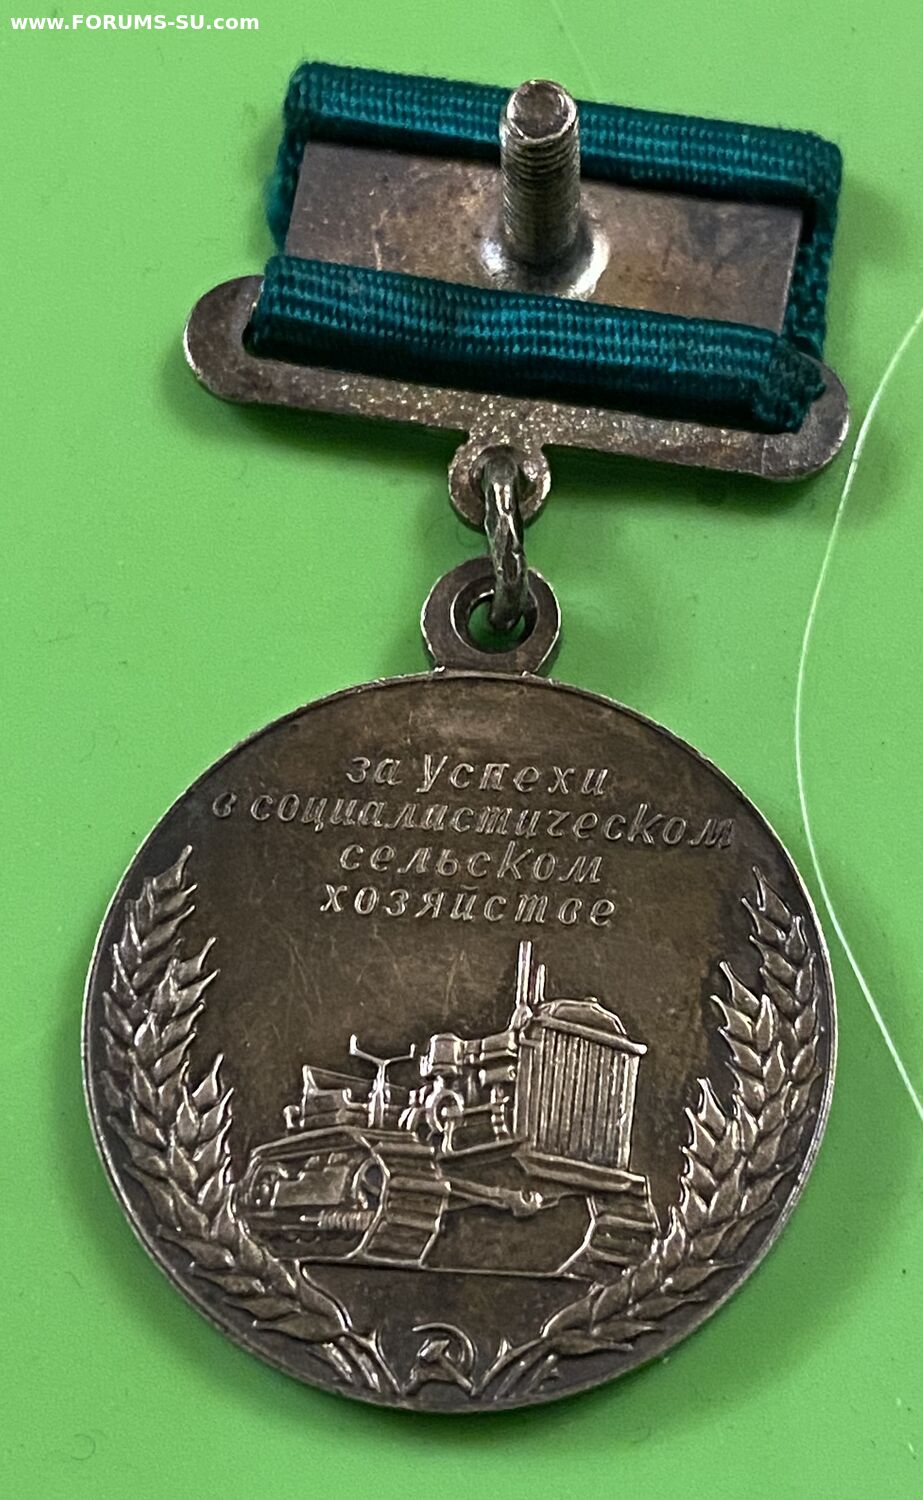 www.FORUMS-SU.com
за Успехи
в социалистическом
сельском
хозяйстве